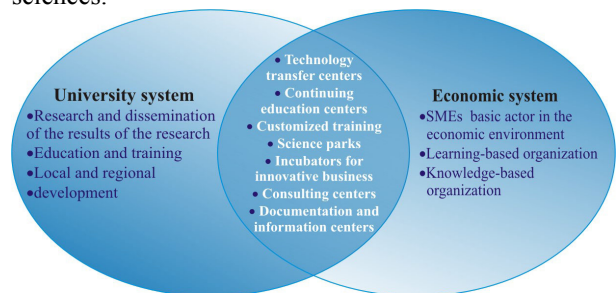 sciences.
University system
•Research and dissemination
of the results of the research
•Education and training
•Local and regional
•development
• Technology
transfer centers
• Continuing
education centers
• Customized training
• Science parks
• Incubators for
innovative business
• Consulting centers
• Documentation and
information centers
Economic system
•SMEs basic actor in the
economic environment
•Learning-based organization
•Knowledge-based
organization